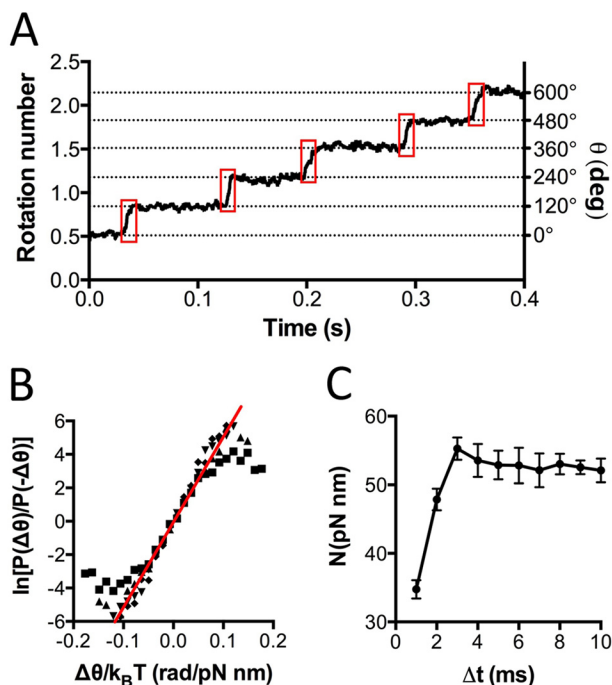 A
2.5
2.0
1.5
1.0
0.5
0.0
Rotation number
600°
480°
360°
240°
120°
0°
θ (deg)
0.0 0.1 0.2 0.3 0.4
Time (s)
B
6
4
2
0
-2
-4
-6
ln[P(Δθ)/P(-Δθ)]
-0.2 -0.1 0.0 0.1 0.2
Δθ/kBT (rad/pN nm)
C
60
50
40
30
N(pN nm)
0 2 4 6 8 10
Δt (ms)